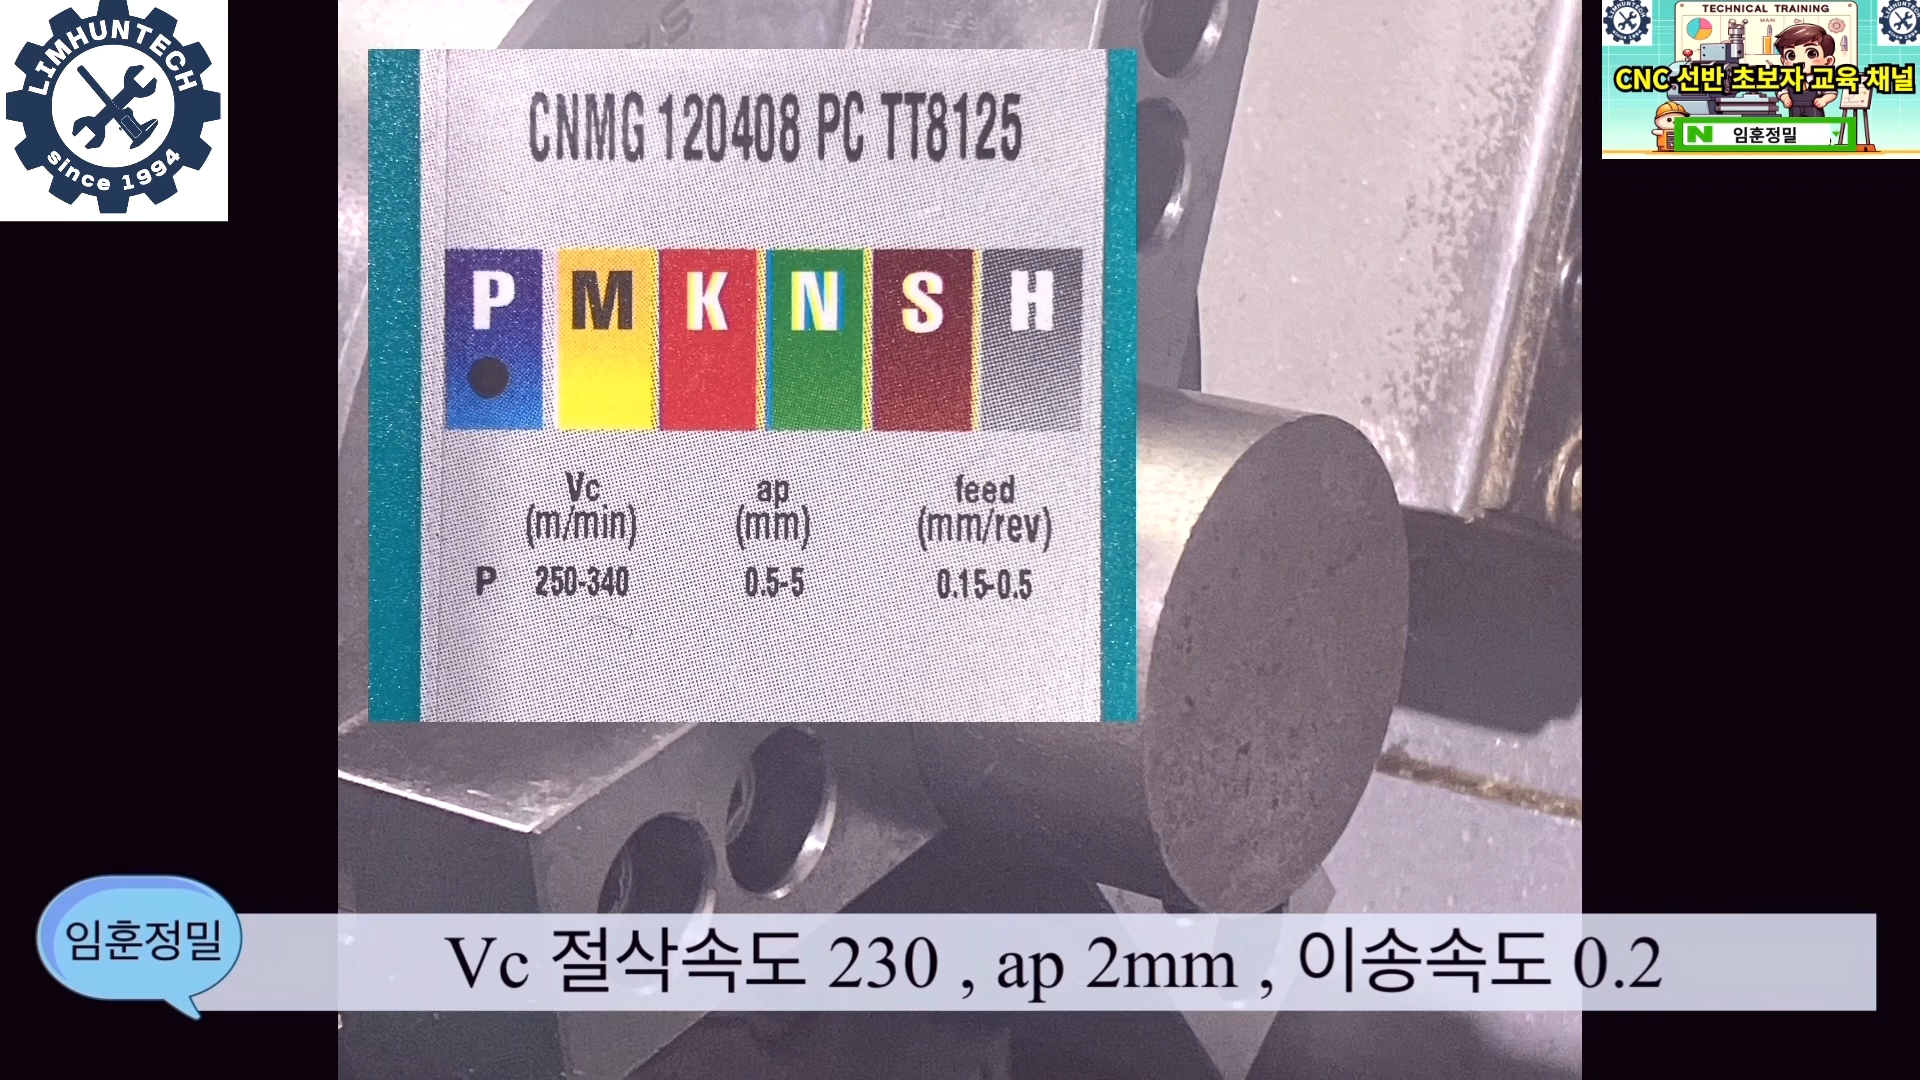 LIMHUNTECH
since 1994
TECHNICAL TRAINING
CNC 선반 초보자 교육 채널
N 임훈정밀
CNMG 120408 PC TT8125
P M K N S H
Vc ap feed
(m/min) (mm) (mm/rev)
P 250-340 0.5-5 0.15-0.5
임훈정밀
Vc 절삭속도 230 , ap 2mm , 이송속도 0.2